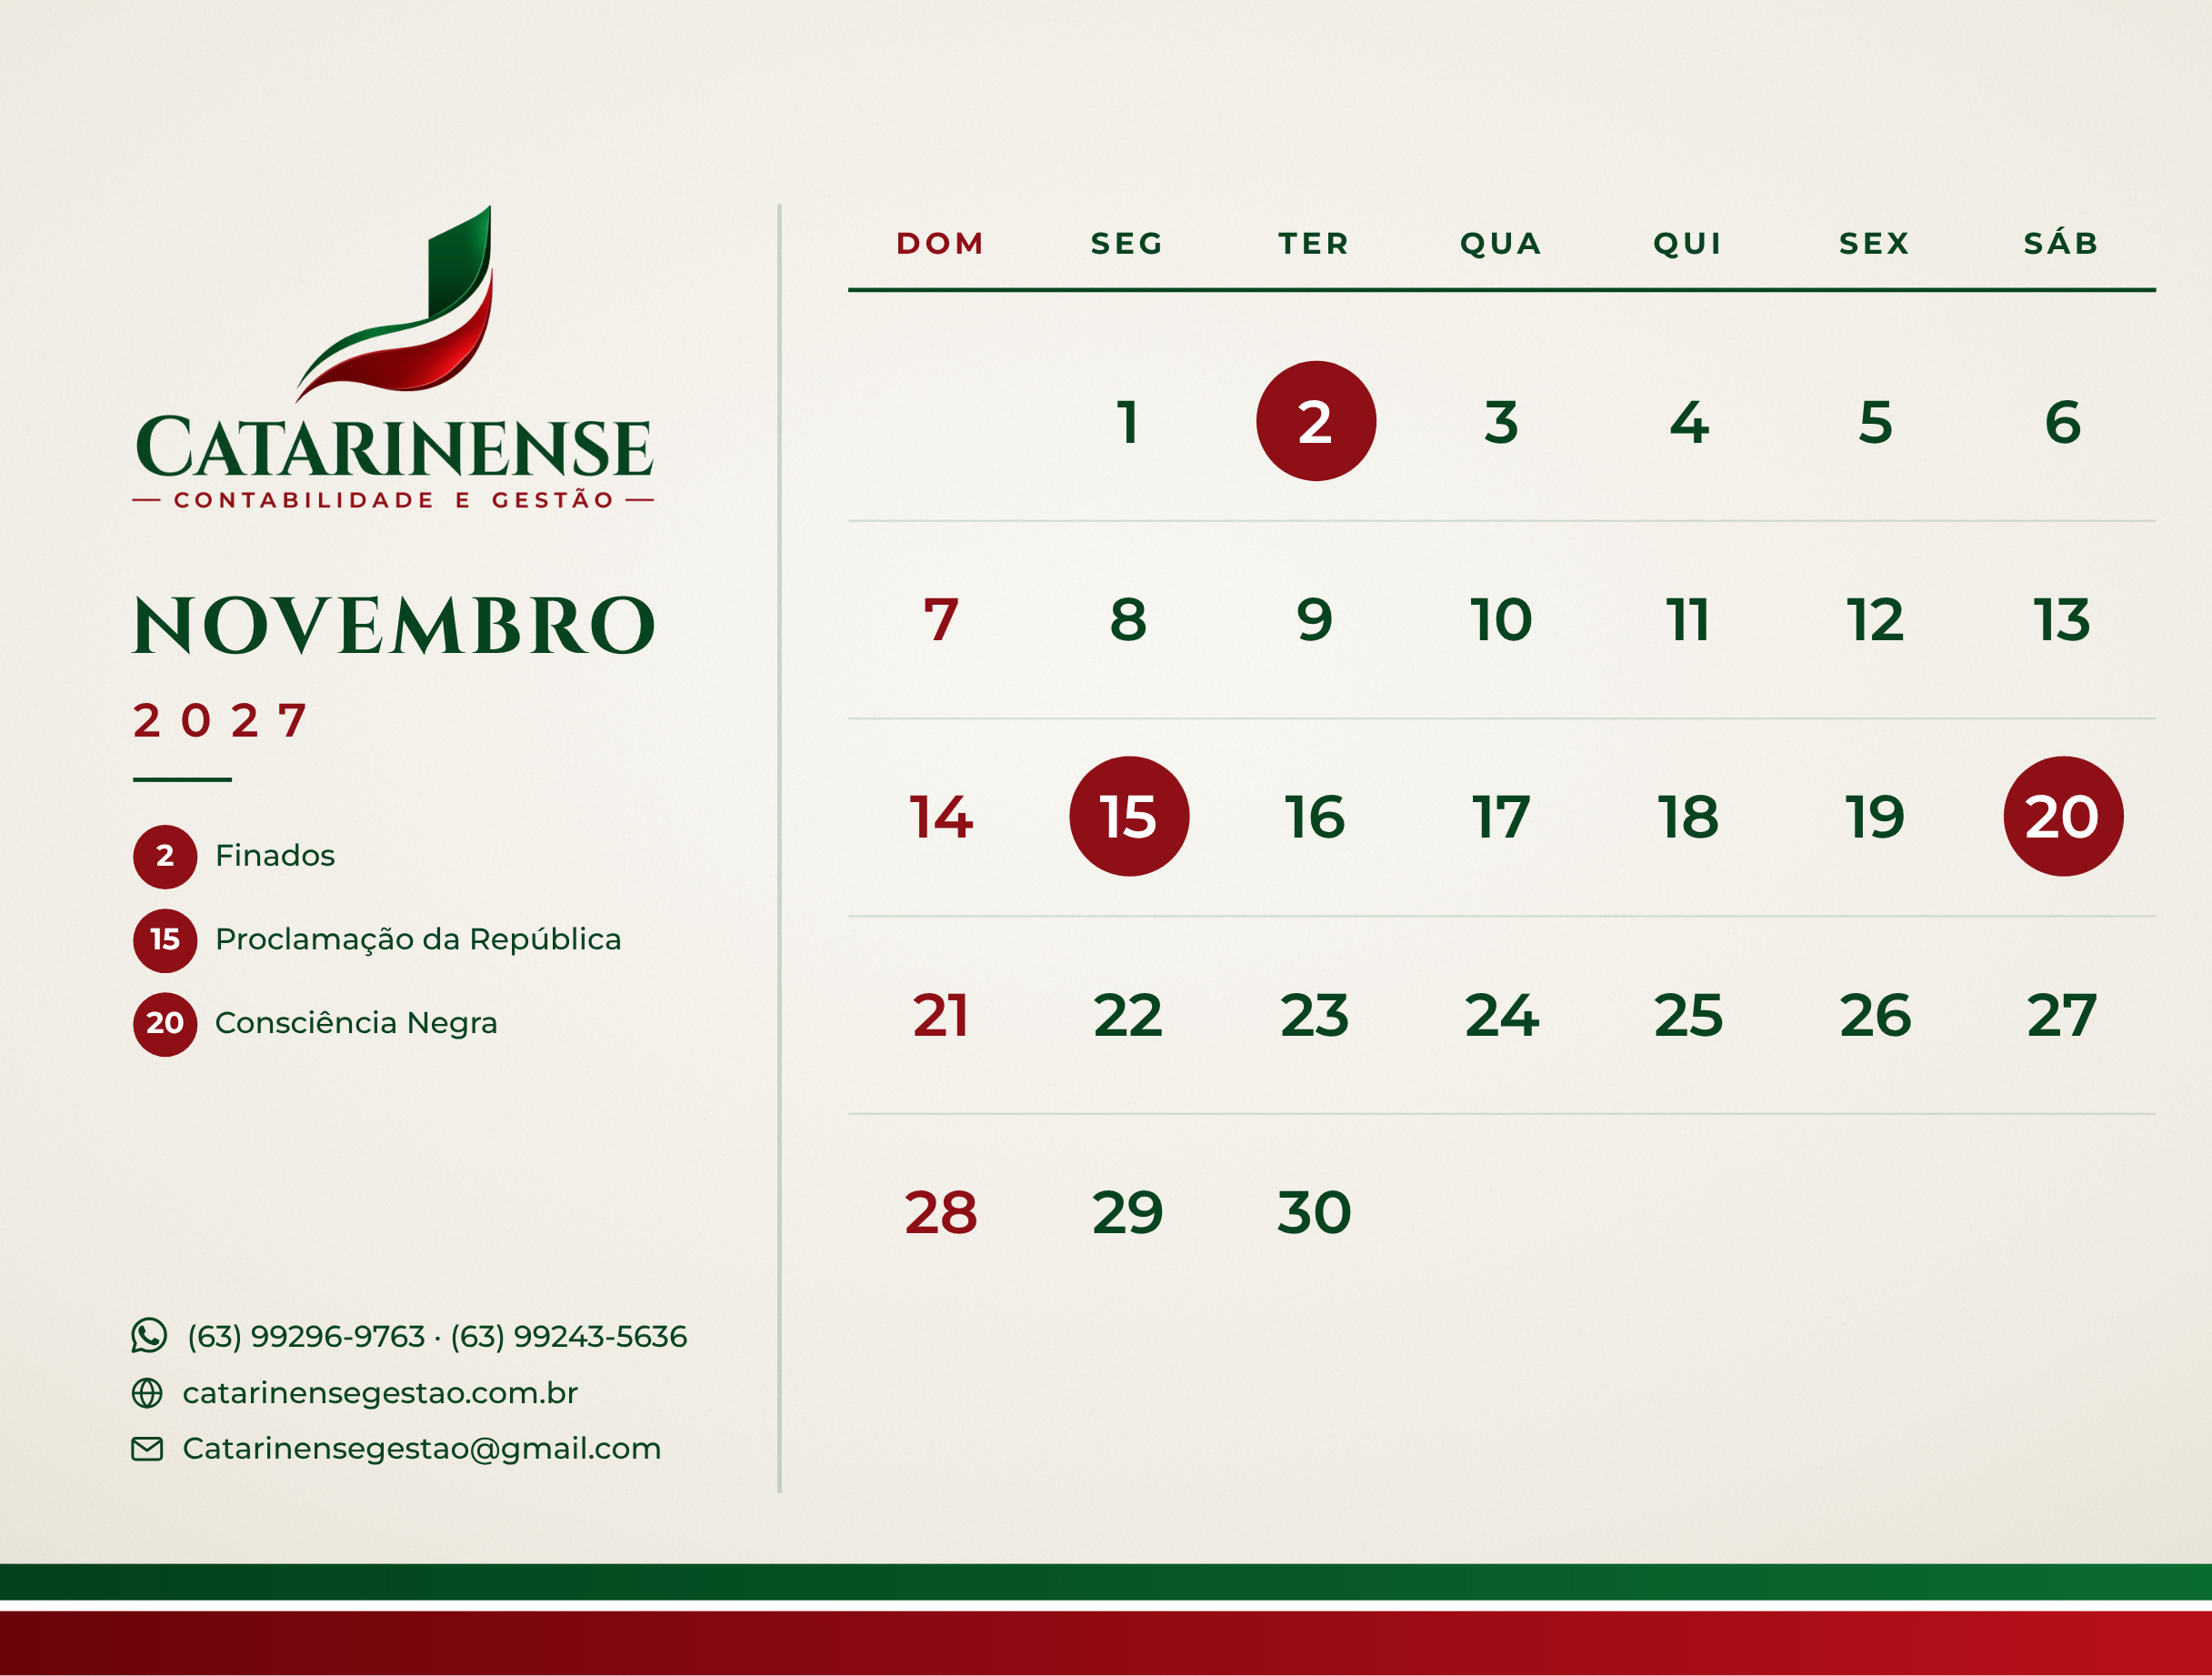 CATARINENSE
CONTABILIDADE E GESTÃO
NOVEMBRO
2027
2 Finados
15 Proclamação da República
20 Consciência Negra
(63) 99296-9763 · (63) 99243-5636
catarinensegestao.com.br
Catarinensegestao@gmail.com
DOM SEG TER QUA QUI SEX SÁB
1 2 3 4 5 6
7 8 9 10 11 12 13
14 15 16 17 18 19 20
21 22 23 24 25 26 27
28 29 30